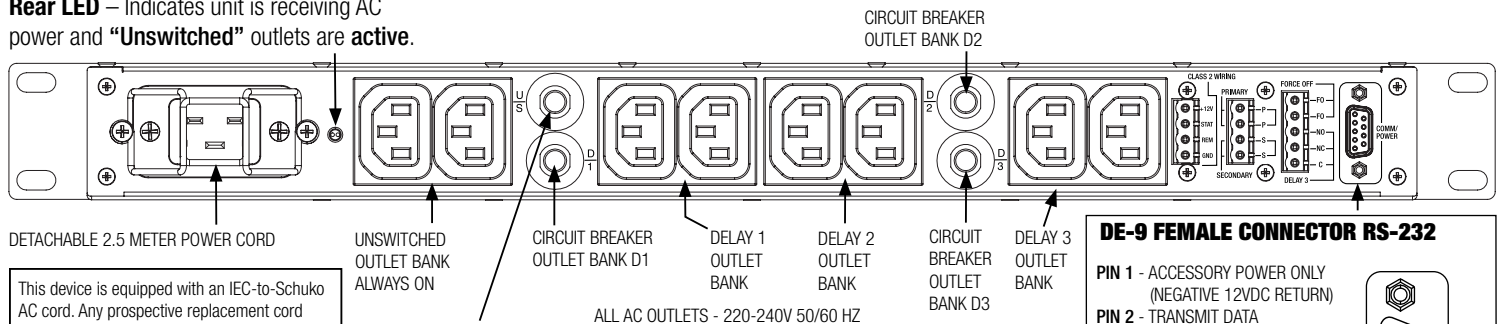 Rear LED – Indicates unit is receiving AC
power and “Unswitched” outlets are active.
CIRCUIT BREAKER
OUTLET BANK D2
U
S
D
1
D
2
D
3
CLASS 2 WIRING
+12V
STAT
REM
GND
PRIMARY
P
P
S
S
SECONDARY
FORCE OFF
FO
FO
NO
NC
C
DELAY 3
COMM/
POWER
DETACHABLE 2.5 METER POWER CORD
UNSWITCHED
OUTLET BANK
ALWAYS ON
CIRCUIT BREAKER
OUTLET BANK D1
DELAY 1
OUTLET
BANK
DELAY 2
OUTLET
BANK
CIRCUIT
BREAKER
OUTLET
BANK D3
DELAY 3
OUTLET
BANK
ALL AC OUTLETS - 220-240V 50/60 HZ
This device is equipped with an IEC-to-Schuko
AC cord. Any prospective replacement cord
DE-9 FEMALE CONNECTOR RS-232
PIN 1 - ACCESSORY POWER ONLY
(NEGATIVE 12VDC RETURN)
PIN 2 - TRANSMIT DATA